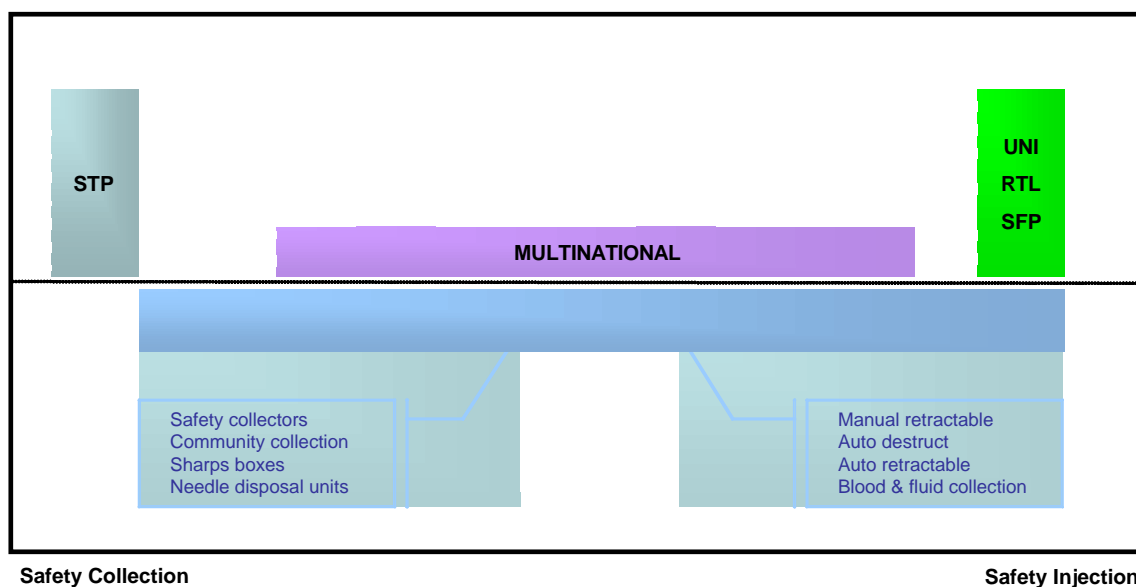 STP
UNI
RTL
SFP
MULTINATIONAL
Safety collectors
Community collection
Sharps boxes
Needle disposal units
Manual retractable
Auto destruct
Auto retractable
Blood & fluid collection
Safety Collection
Safety Injection